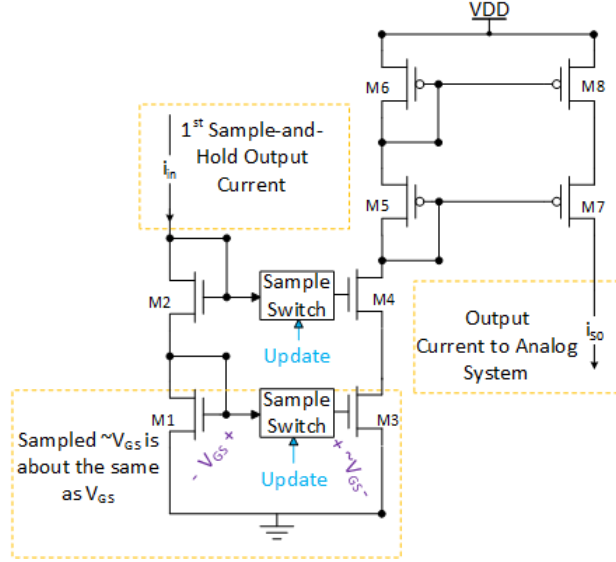 VDD
M6
M8
1st Sample-and-
Hold Output
Current
iin
M5
M7
M2
Sample
Switch
M4
Update
Output
Current to Analog
System
iS0
M1
Sample
Switch
M3
Sampled ~VGS is
about the same
as VGS
- VGS +
+ ~VGS -
Update